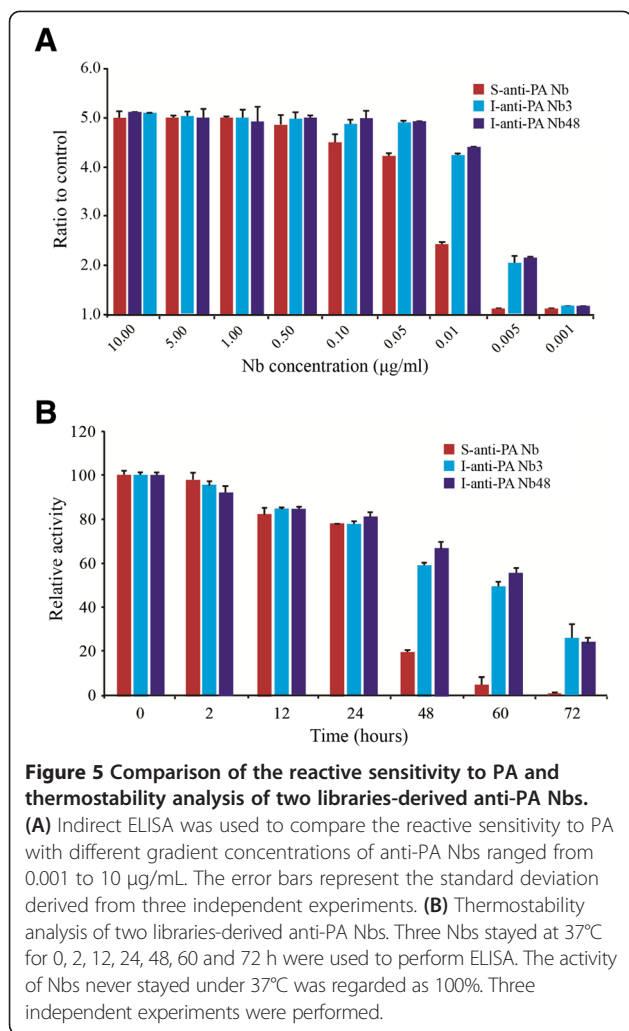 A
6.0
5.0
4.0
3.0
2.0
1.0
Ratio to control
S-anti-PA Nb
I-anti-PA Nb3
I-anti-PA Nb48
10.00
5.00
1.00
0.50
0.10
0.05
0.01
0.005
0.001
Nb concentration (µg/ml)
B
120
100
80
60
40
20
0
Relative activity
S-anti-PA Nb
I-anti-PA Nb3
I-anti-PA Nb48
0 2 12 24 48 60 72
Time (hours)
Figure 5 Comparison of the reactive sensitivity to PA and
thermostability analysis of two libraries-derived anti-PA Nbs.
(A) Indirect ELISA was used to compare the reactive sensitivity to PA
with different gradient concentrations of anti-PA Nbs ranged from
0.001 to 10 µg/mL. The error bars represent the standard deviation
derived from three independent experiments. (B) Thermostability
analysis of two libraries-derived anti-PA Nbs. Three Nbs stayed at 37°C
for 0, 2, 12, 24, 48, 60 and 72 h were used to perform ELISA. The activity
of Nbs never stayed under 37°C was regarded as 100%. Three
independent experiments were performed.